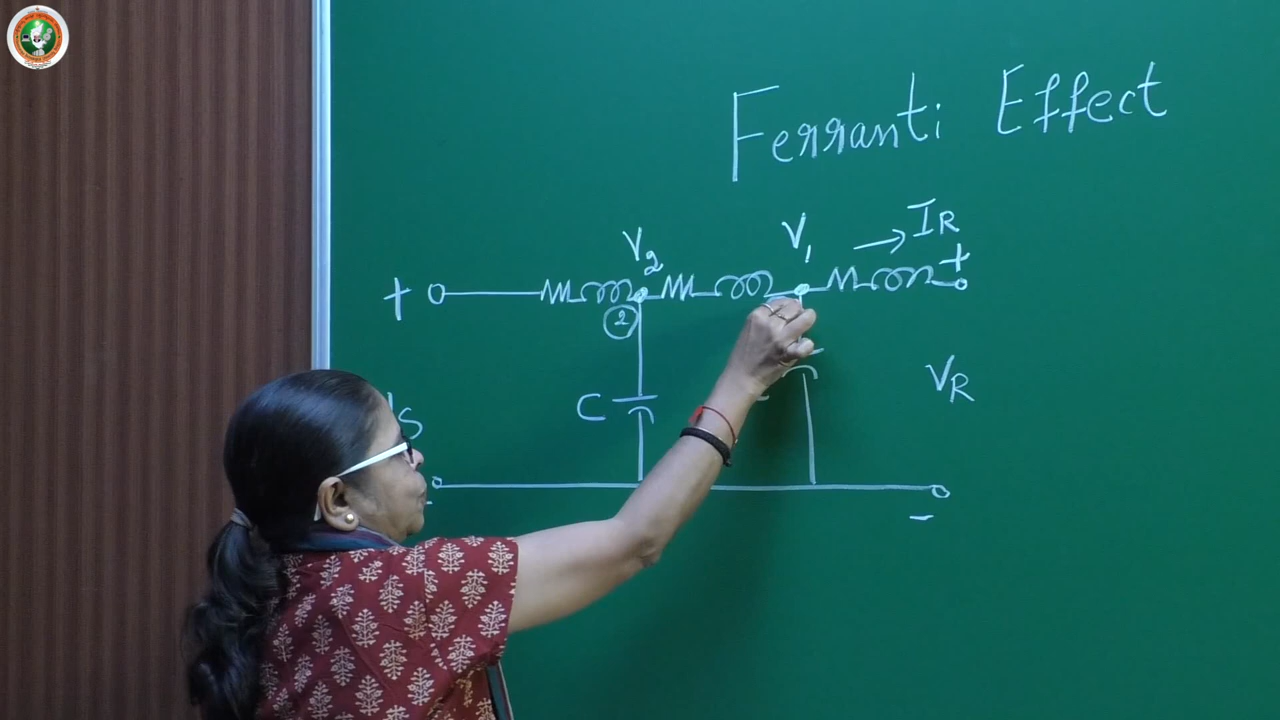 Ferranti Effect
V2 V1 → IR
+ +
2
C VR
s
- -